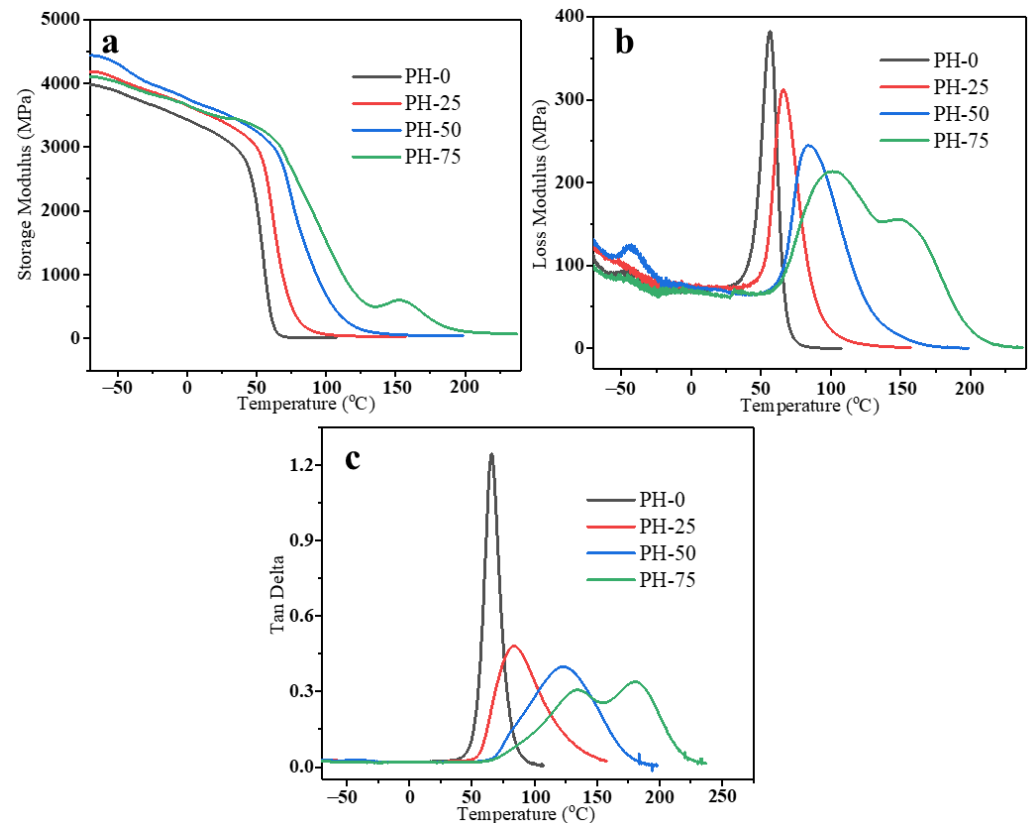 a
5000
4000
3000
2000
1000
0
Storage Modulus (MPa)
PH-0
PH-25
PH-50
PH-75
−50
0
50
100
150
200
Temperature (°C)
b
400
300
200
100
0
Loss Modulus (MPa)
PH-0
PH-25
PH-50
PH-75
−50
0
50
100
150
200
Temperature (°C)
c
1.2
0.9
0.6
0.3
0.0
Tan Delta
PH-0
PH-25
PH-50
PH-75
−50
0
50
100
150
200
250
Temperature (°C)